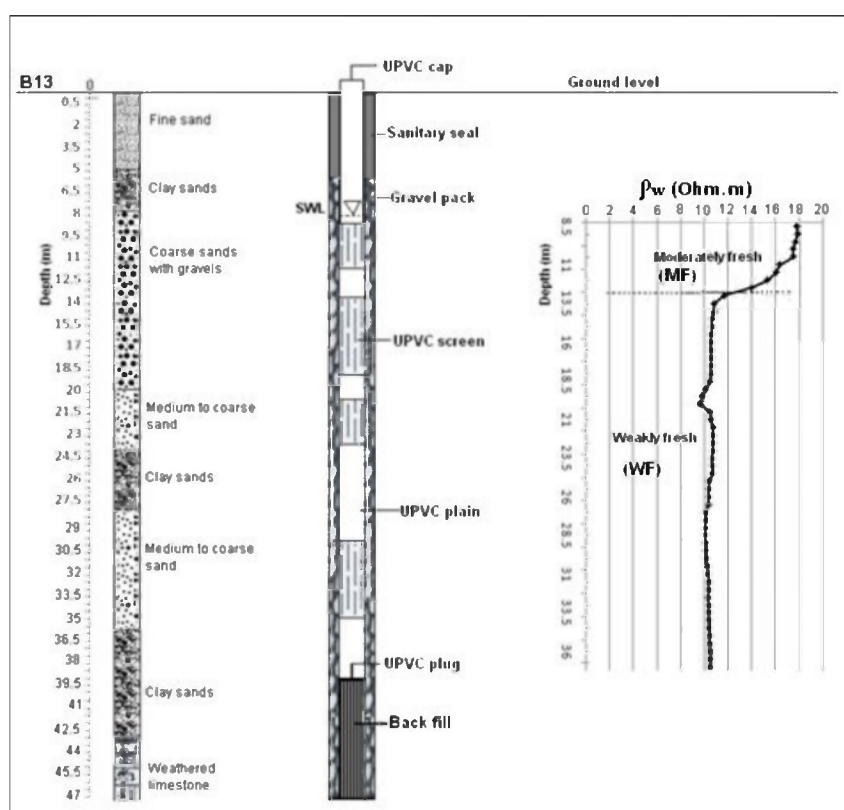 B13
0
Depth (m)
0.5
2
3.5
5
6.5
8
9.5
11
12.5
14
15.5
17
18.5
20
21.5
23
24.5
26
27.5
29
30.5
32
33.5
35
36.5
38
39.5
41
42.5
44
45.5
47
Fine sand
Clay sands
Coarse sands
with gravels
Medium to coarse
sand
Clay sands
Medium to coarse
sand
Clay sands
Weathered
limestone
UPVC cap
Sanitary seal
Gravel pack
SWL
UPVC screen
UPVC plain
UPVC plug
Back fill
Ground level
ρw (Ohm.m)
0 2 4 6 8 10 12 14 16 18 20
Depth (m)
8.5
11
13.5
16
18.5
21
23.5
26
28.5
31
33.5
36
Moderately fresh
(MF)
Weakly fresh
(WF)